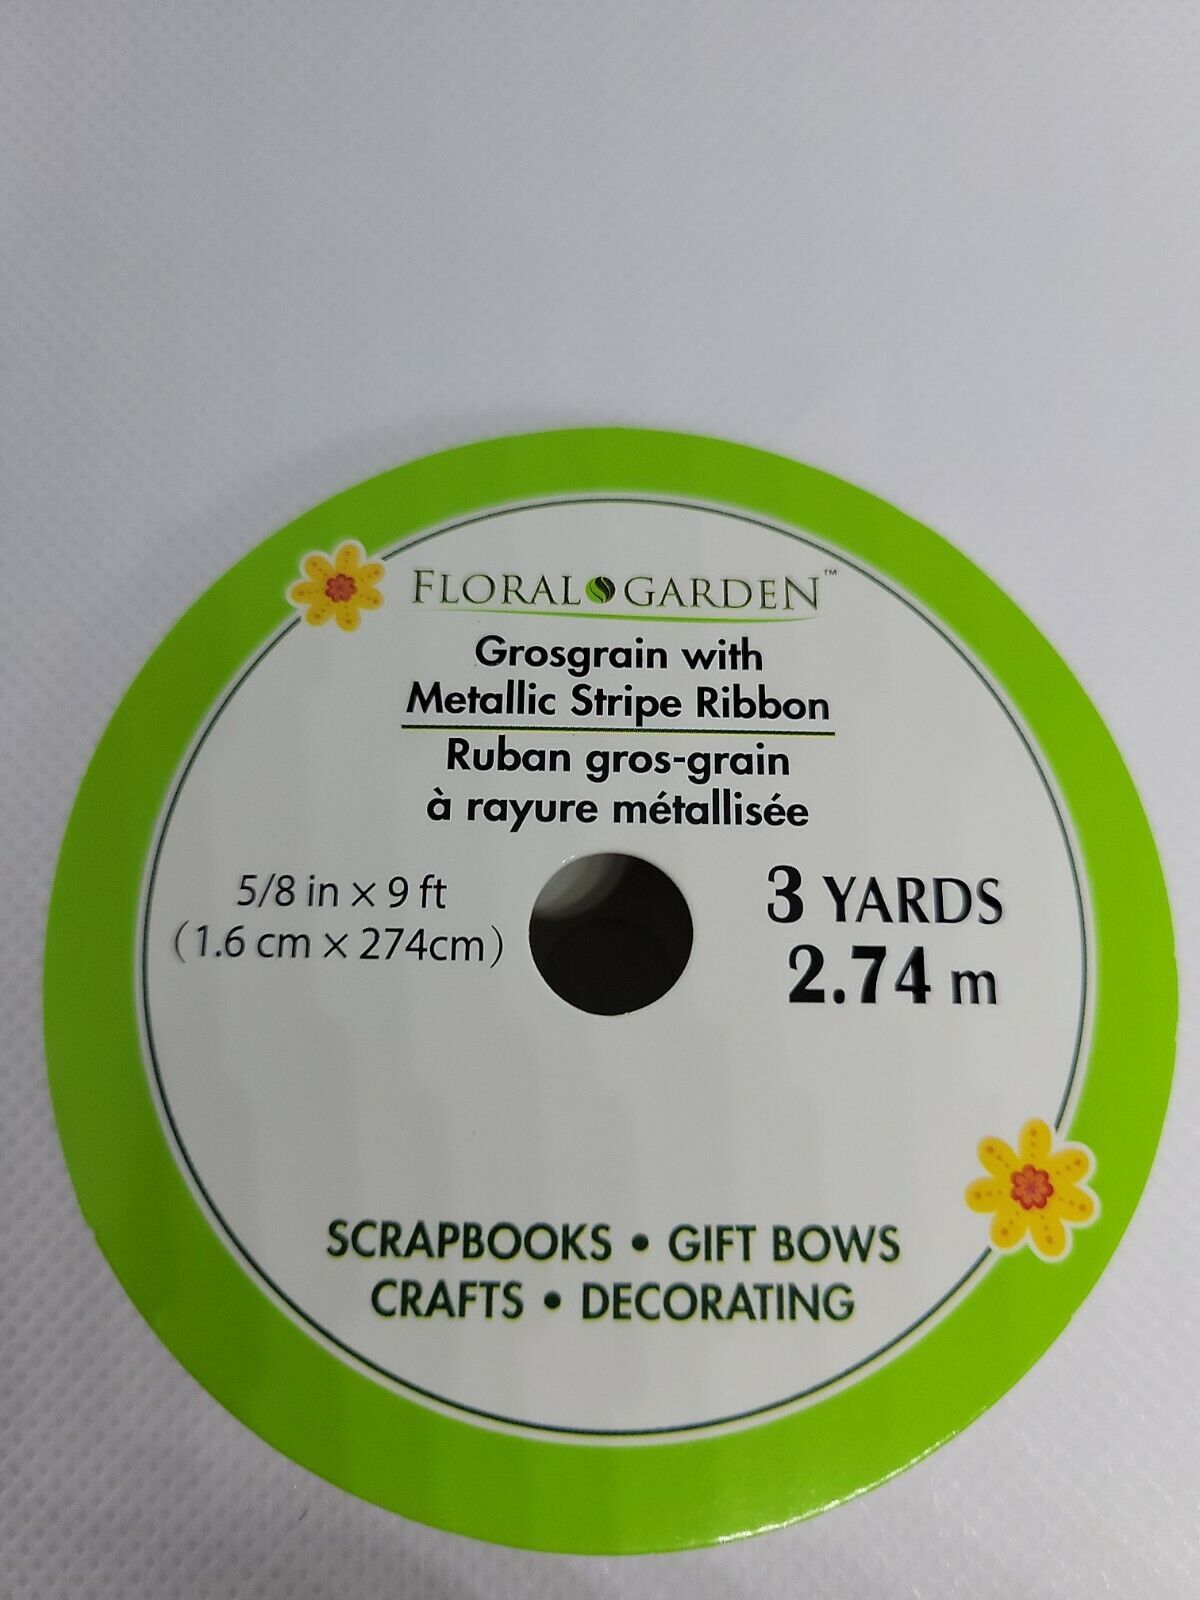 FLORAL GARDEN™
Grosgrain with
Metallic Stripe Ribbon
Ruban gros-grain
à rayure métallisée
5/8 in × 9 ft
(1.6 cm × 274cm)
3 YARDS
2.74 m
SCRAPBOOKS • GIFT BOWS
CRAFTS • DECORATING